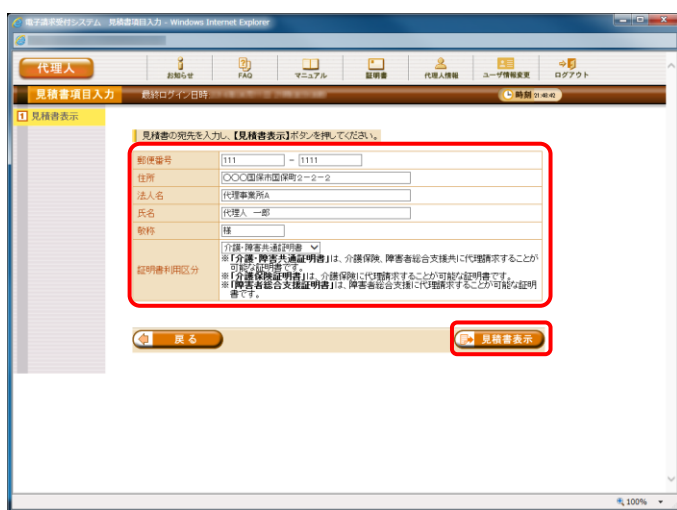 電子請求受付システム 見積書項目入力 - Windows Internet Explorer
代理人
お知らせ FAQ マニュアル 証明書 代理人情報 ユーザ情報変更 ログアウト
見積書項目入力 最終ログイン日時 時刻 21:48:42
1 見積書表示
見積書の宛先を入力し、【見積書表示】ボタンを押してください。
郵便番号 111 - 1111
住所 〇〇〇国保市国保町2-2-2
法人名 代理事業所A
氏名 代理人 一郎
敬称 様
証明書利用区分 介護・障害共通証明書
※「介護・障害共通証明書」は、介護保険、障害者総合支援共に代理請求することが
可能な証明書です。
※「介護保険証明書」は、介護保険に代理請求することが可能な証明書です。
※「障害者総合支援証明書」は、障害者総合支援に代理請求することが可能な証明
書です。
戻る 見積書表示
100%